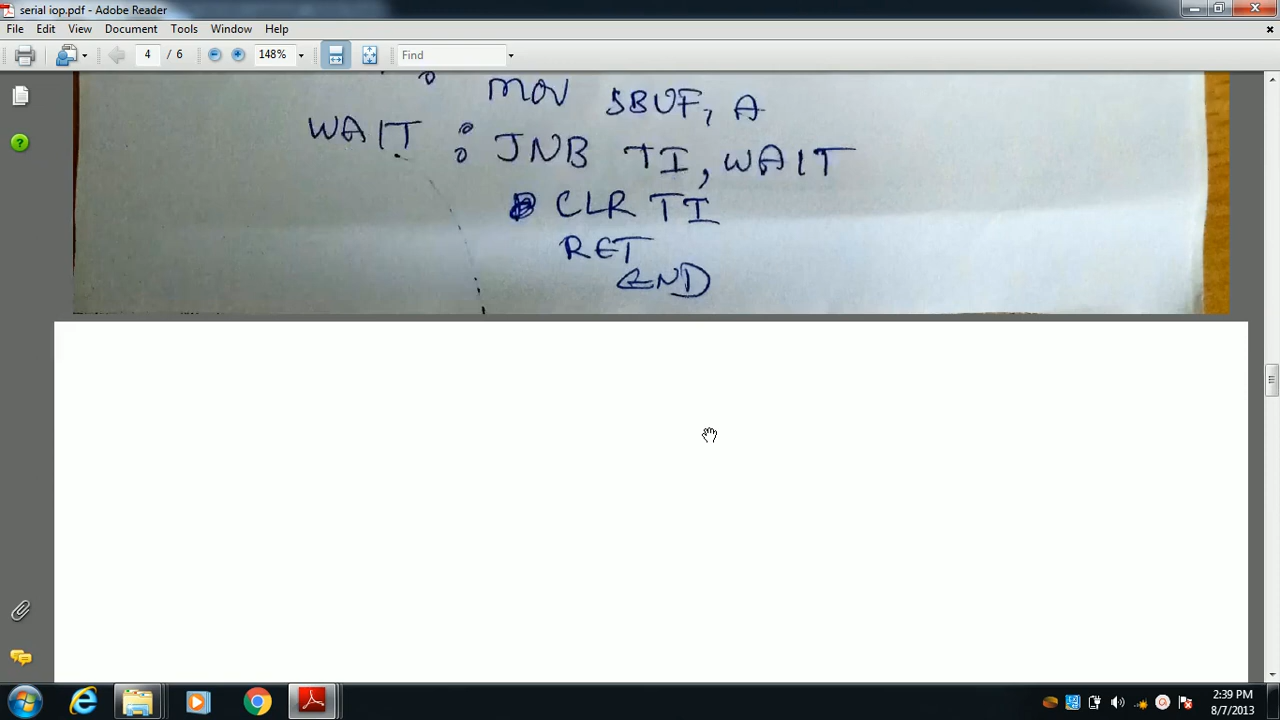 serial iop.pdf - Adobe Reader
File Edit View Document Tools Window Help
4 / 6 148% Find
: MOV SBUF, A
WAIT : JNB TI, WAIT
CLR TI
RET
END
2:39 PM
8/7/2013